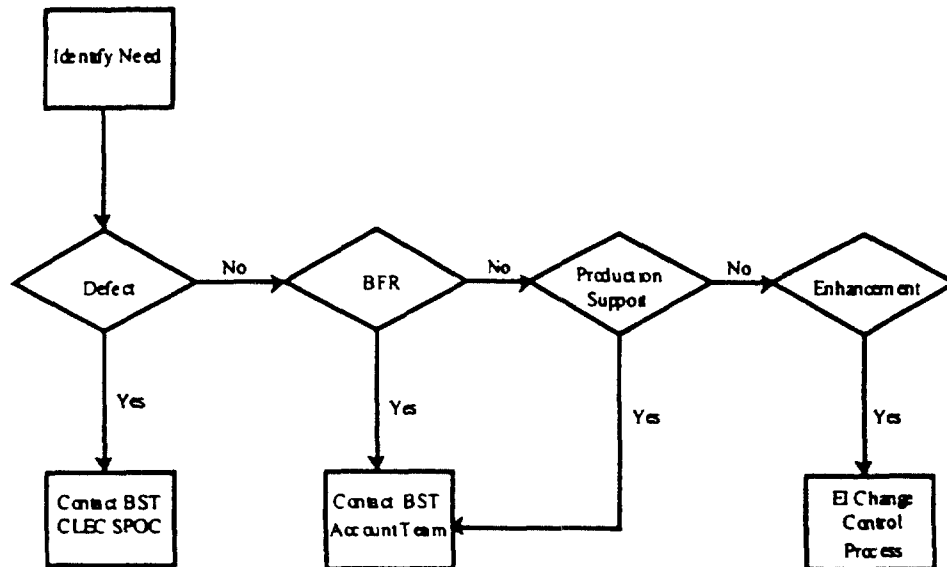 Identify Need
Defect
No
BFR
No
Production
Support
No
Enhancement
Yes
Yes
Yes
Yes
Contact BST
CLEC SPOC
Contact BST
Account Team
EI Change
Control
Process